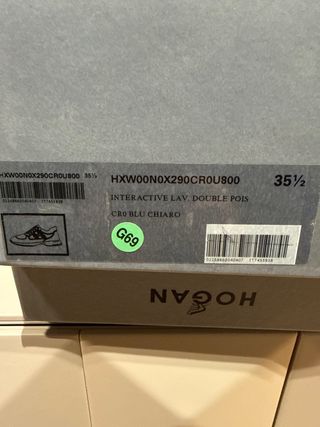 HXW00N0X290CR0U800 35½
HXW00N0X290CR0U800 35½
INTERACTIVE LAV. DOUBLE POIS
CR0 BLU CHIARO
G69
HOGAN